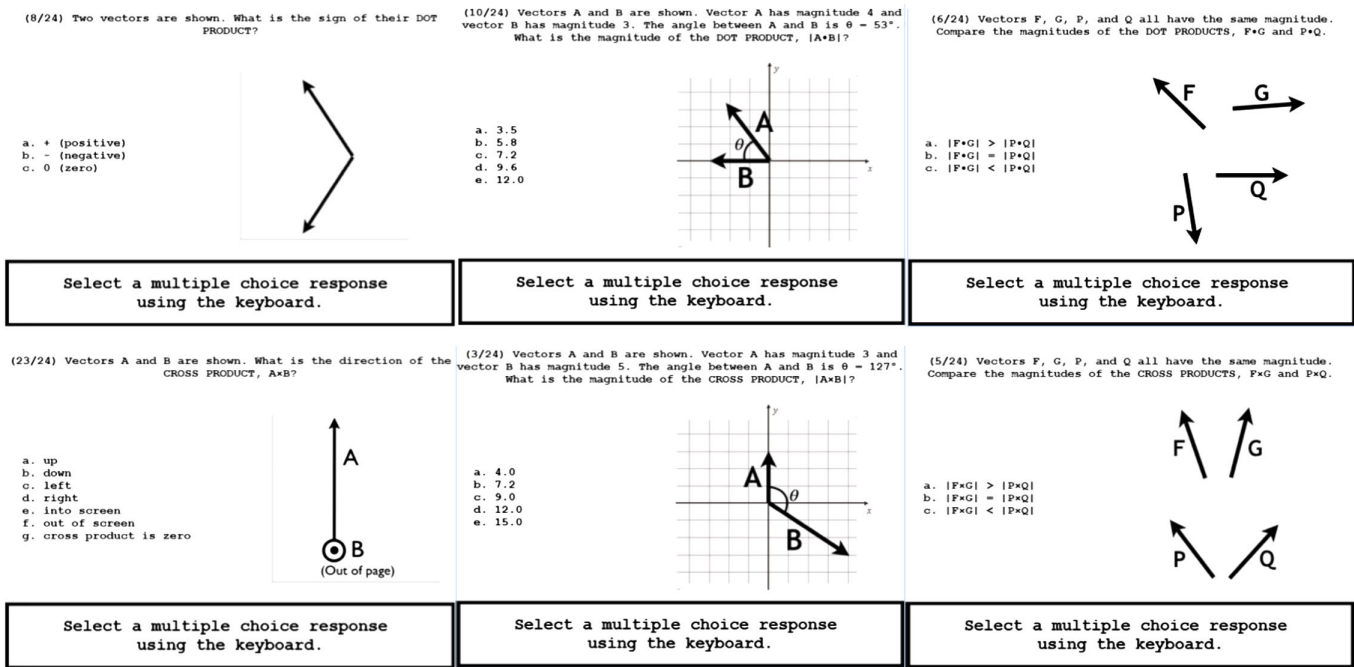 (8/24) Two vectors are shown. What is the sign of their DOT
PRODUCT?
a. + (positive)
b. - (negative)
c. 0 (zero)
Select a multiple choice response
using the keyboard.
(10/24) Vectors A and B are shown. Vector A has magnitude 4 and
vector B has magnitude 3. The angle between A and B is θ = 53°.
What is the magnitude of the DOT PRODUCT, |A•B|?
a. 3.5
b. 5.8
c. 7.2
d. 9.6
e. 12.0
y
A
θ
x
B
Select a multiple choice response
using the keyboard.
(6/24) Vectors F, G, P, and Q all have the same magnitude.
Compare the magnitudes of the DOT PRODUCTS, F•G and P•Q.
a. |F•G| > |P•Q|
b. |F•G| = |P•Q|
c. |F•G| < |P•Q|
F
G
P
Q
Select a multiple choice response
using the keyboard.
(23/24) Vectors A and B are shown. What is the direction of the
CROSS PRODUCT, A×B?
a. up
b. down
c. left
d. right
e. into screen
f. out of screen
g. cross product is zero
A
B
(Out of page)
Select a multiple choice response
using the keyboard.
(3/24) Vectors A and B are shown. Vector A has magnitude 3 and
vector B has magnitude 5. The angle between A and B is θ = 127°.
What is the magnitude of the CROSS PRODUCT, |A×B|?
a. 4.0
b. 7.2
c. 9.0
d. 12.0
e. 15.0
y
A
θ
x
B
Select a multiple choice response
using the keyboard.
(5/24) Vectors F, G, P, and Q all have the same magnitude.
Compare the magnitudes of the CROSS PRODUCTS, F×G and P×Q.
a. |F×G| > |P×Q|
b. |F×G| = |P×Q|
c. |F×G| < |P×Q|
F
G
P
Q
Select a multiple choice response
using the keyboard.